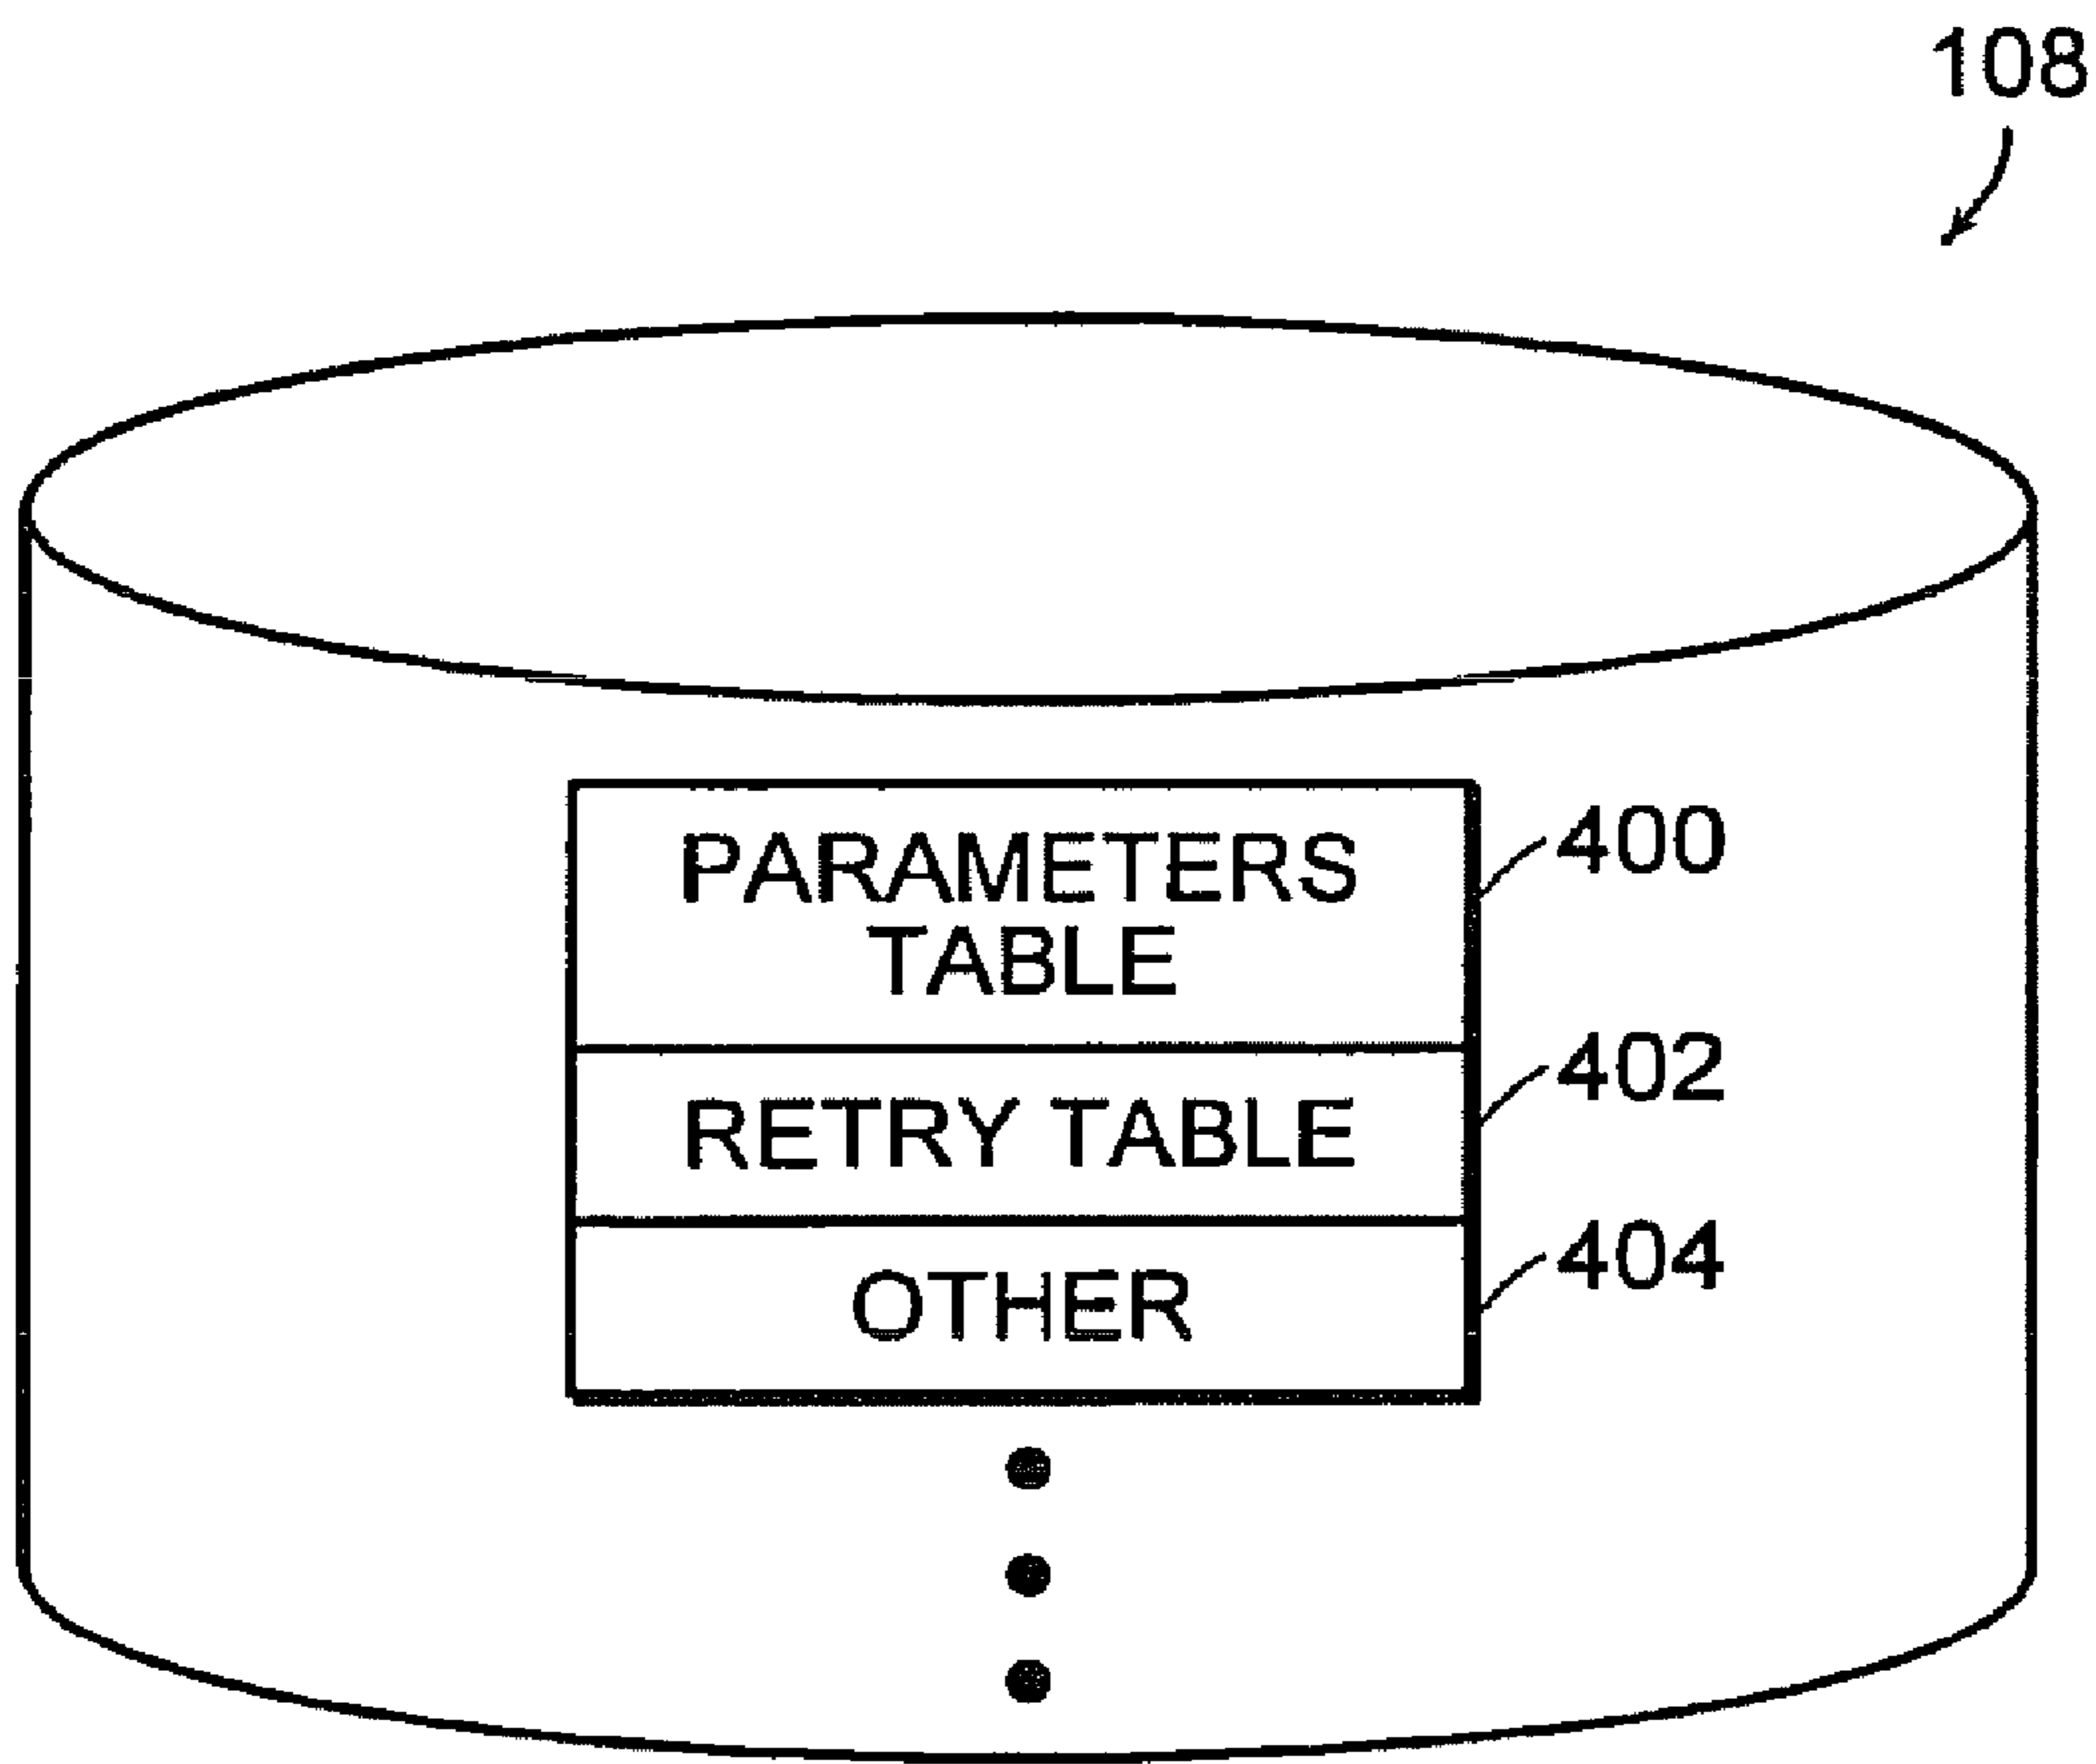 108
PARAMETERS
TABLE
400
RETRY TABLE
402
OTHER
404